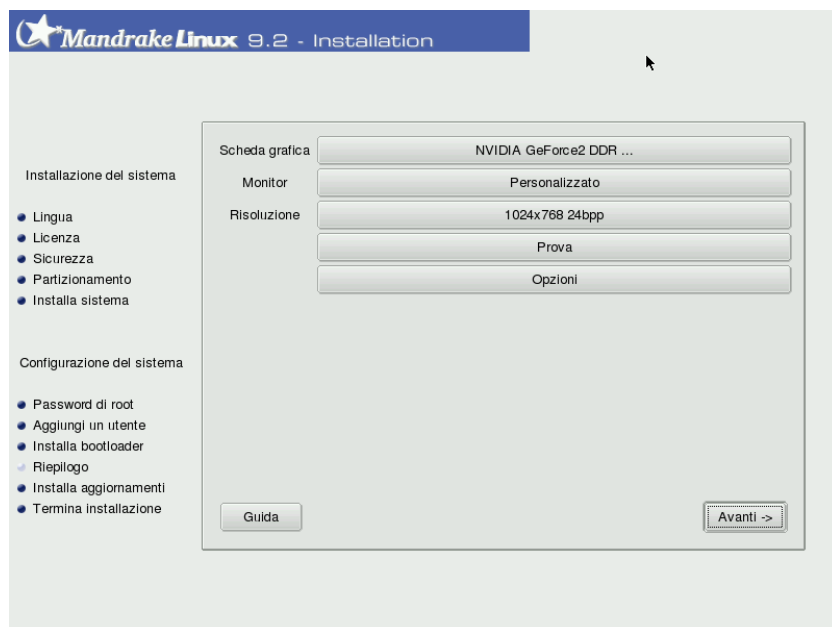 Mandrake Linux 9.2 - Installation
Installazione del sistema
Lingua
Licenza
Sicurezza
Partizionamento
Installa sistema
Configurazione del sistema
Password di root
Aggiungi un utente
Installa bootloader
Riepilogo
Installa aggiornamenti
Termina installazione
Scheda grafica NVIDIA GeForce2 DDR ...
Monitor Personalizzato
Risoluzione 1024x768 24bpp
Prova
Opzioni
Guida Avanti ->